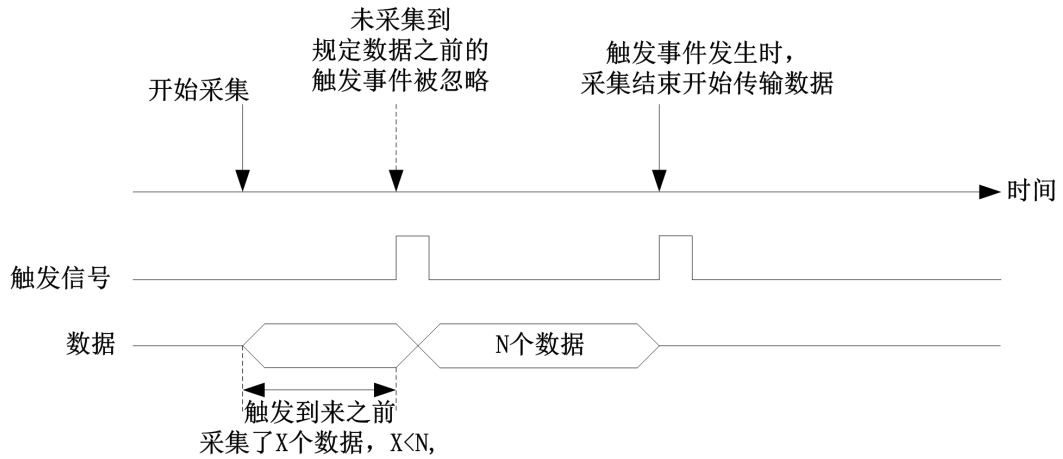 未采集到
规定数据之前的
触发事件被忽略
触发事件发生时，
采集结束开始传输数据
开始采集
时间
触发信号
数据
N个数据
触发到来之前
采集了X个数据，X<N,